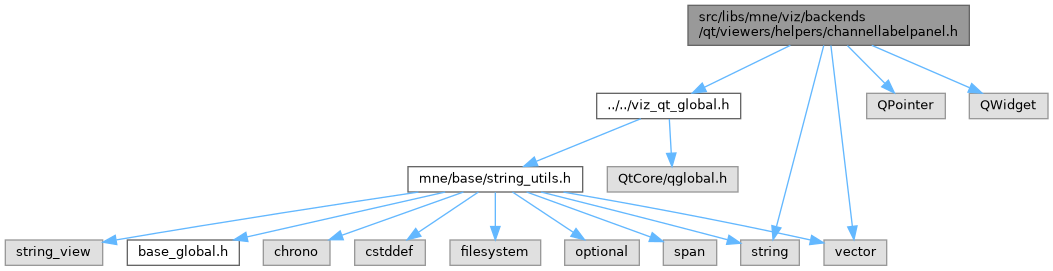 src/libs/mne/viz/backends
/qt/viewers/helpers/channellabelpanel.h
../../viz_qt_global.h
QPointer
QWidget
mne/base/string_utils.h
QtCore/qglobal.h
string_view
base_global.h
chrono
cstddef
filesystem
optional
span
string
vector